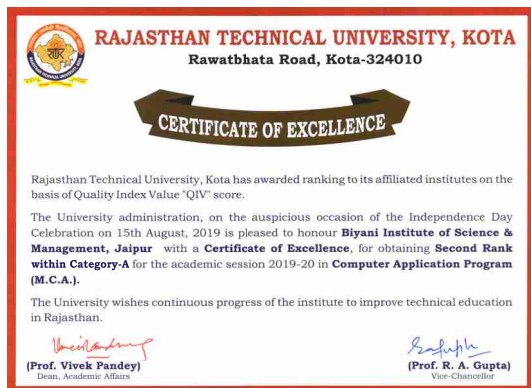 RAJASTHAN TECHNICAL UNIVERSITY, KOTA
Rawatbhata Road, Kota-324010
CERTIFICATE OF EXCELLENCE
Rajasthan Technical University, Kota has awarded ranking to its affiliated institutes on the
basis of Quality Index Value "QIV" score.
The University administration, on the auspicious occasion of the Independence Day
Celebration on 15th August, 2019 is pleased to honour Biyani Institute of Science &
Management, Jaipur with a Certificate of Excellence, for obtaining Second Rank
within Category-A for the academic session 2019-20 in Computer Application Program
(M.C.A.).
The University wishes continuous progress of the institute to improve technical education
in Rajasthan.
(Prof. Vivek Pandey)
Dean, Academic Affairs
(Prof. R. A. Gupta)
Vice-Chancellor